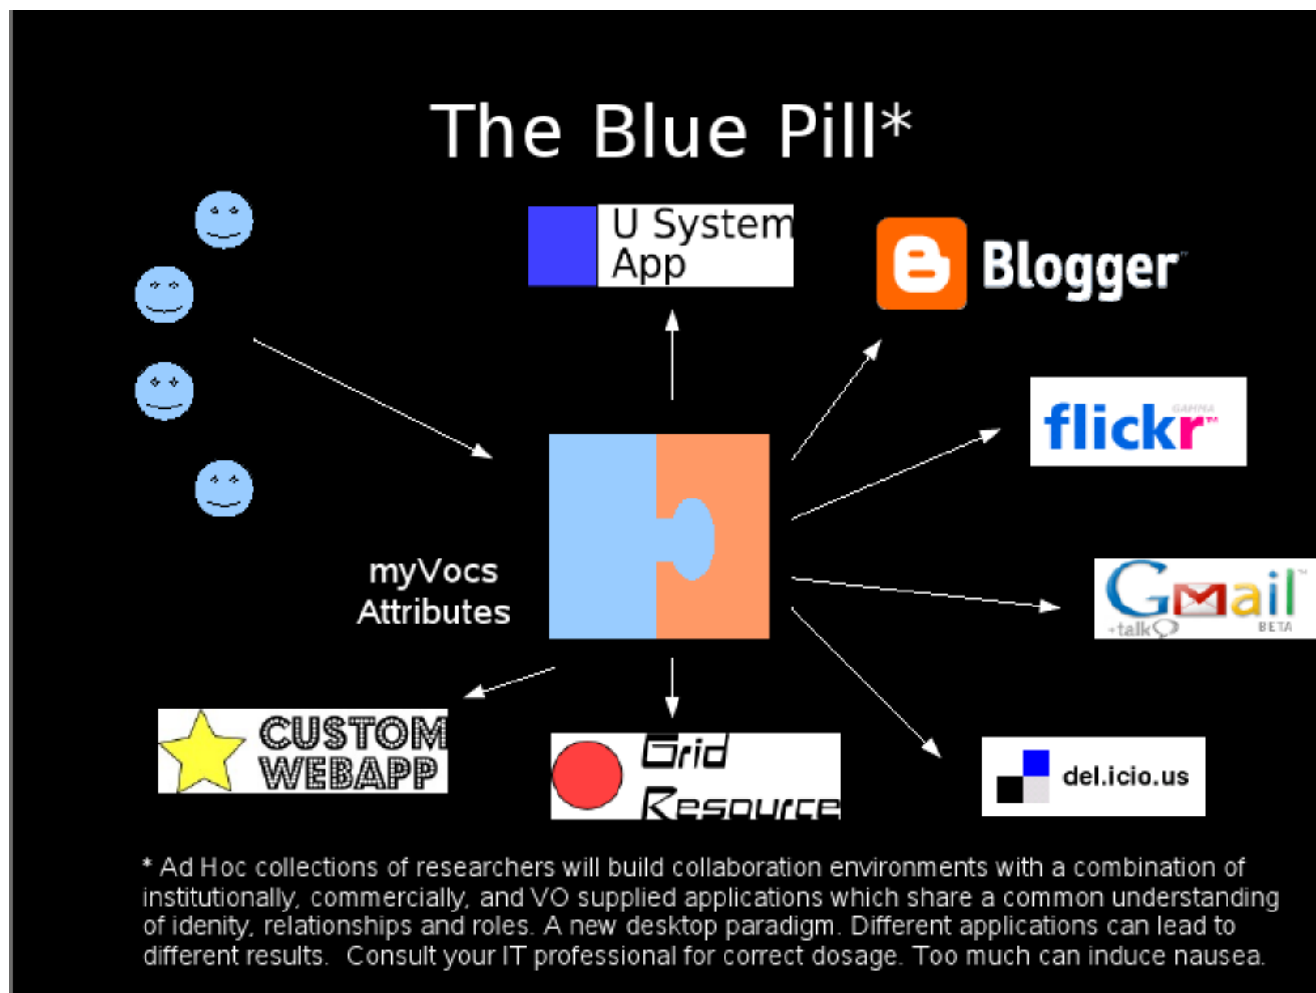 The Blue Pill*
U System
App
B Blogger™
flickr™
GAMMA
myVocs
Attributes
Gmail™
+talk BETA
CUSTOM
WEBAPP
Grid
Resource
del.icio.us
* Ad Hoc collections of researchers will build collaboration environments with a combination of
institutionally, commercially, and VO supplied applications which share a common understanding
of idenity, relationships and roles. A new desktop paradigm. Different applications can lead to
different results.  Consult your IT professional for correct dosage. Too much can induce nausea.